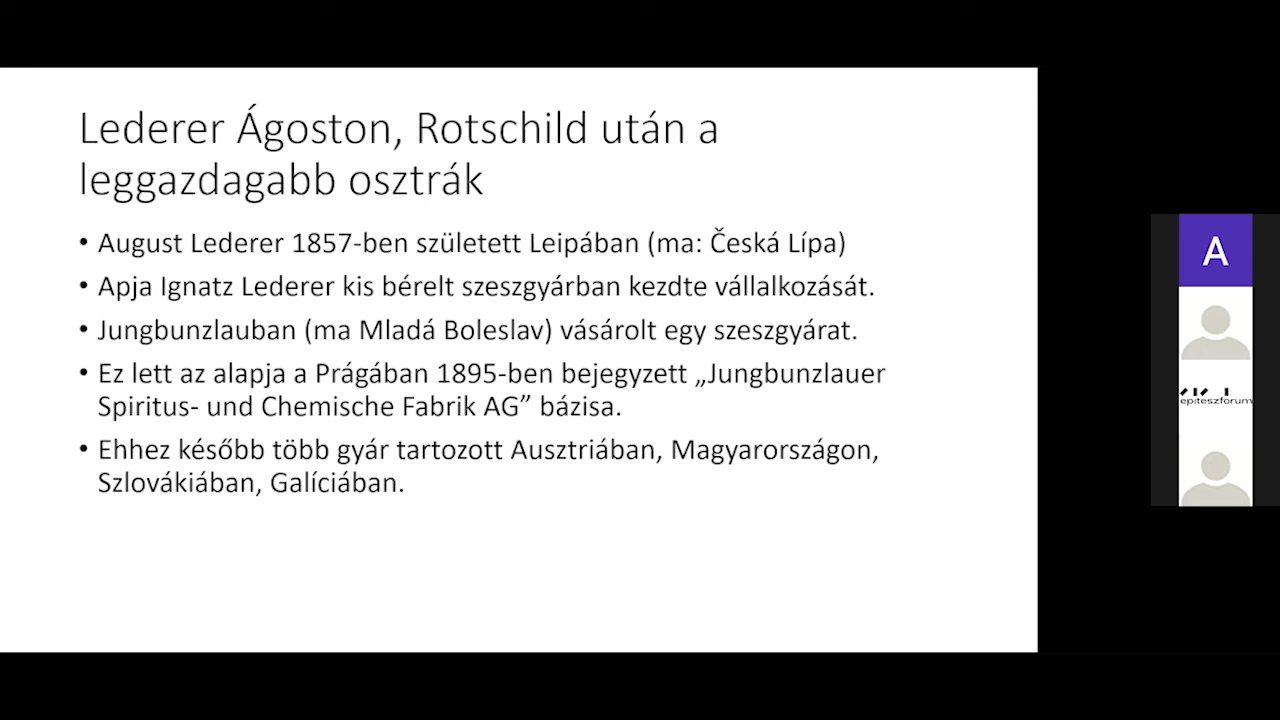 Lederer Ágoston, Rotschild után a
leggazdagabb osztrák
• August Lederer 1857-ben született Leipában (ma: Česká Lípa)
• Apja Ignatz Lederer kis bérelt szeszgyárban kezdte vállalkozását.
• Jungbunzlauban (ma Mladá Boleslav) vásárolt egy szeszgyárat.
• Ez lett az alapja a Prágában 1895-ben bejegyzett „Jungbunzlauer
Spiritus- und Chemische Fabrik AG” bázisa.
• Ehhez később több gyár tartozott Ausztriában, Magyarországon,
Szlovákiában, Galíciában.
A
epiteszforum